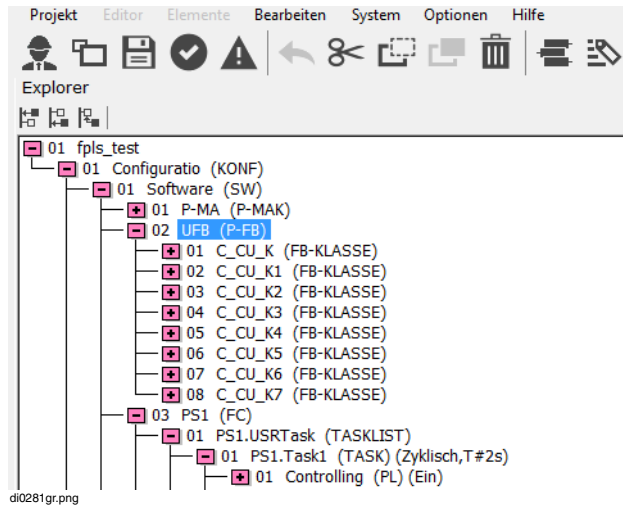 Projekt Editor Elemente Bearbeiten System Optionen Hilfe
Explorer
01 fpls_test
01 Configuratio (KONF)
01 Software (SW)
01 P-MA (P-MAK)
02 UFB (P-FB)
01 C_CU_K (FB-KLASSE)
02 C_CU_K1 (FB-KLASSE)
03 C_CU_K2 (FB-KLASSE)
04 C_CU_K3 (FB-KLASSE)
05 C_CU_K4 (FB-KLASSE)
06 C_CU_K5 (FB-KLASSE)
07 C_CU_K6 (FB-KLASSE)
08 C_CU_K7 (FB-KLASSE)
03 PS1 (FC)
01 PS1.USRTask (TASKLIST)
01 PS1.Task1 (TASK) (Zyklisch,T#2s)
01 Controlling (PL) (Ein)
di0281gr.png